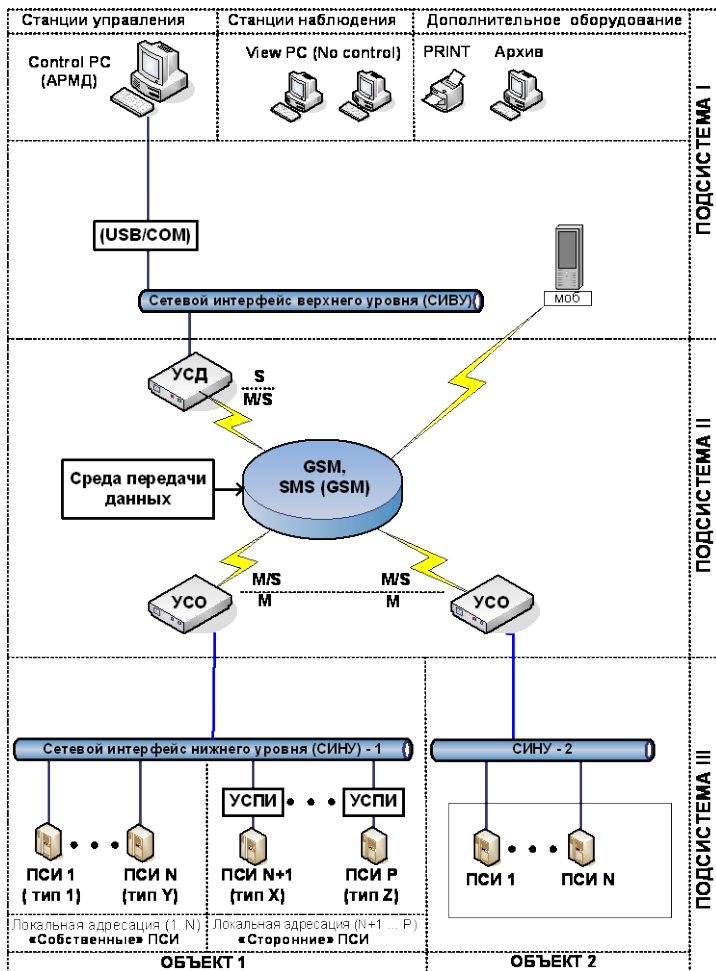 Станции управления
Станции наблюдения
Дополнительное оборудование
Control PC
(АРМД)
View PC (No control)
PRINT
Архив
ПОДСИСТЕМА I
(USB/COM)
Сетевой интерфейс верхнего уровня (СИВУ)
моб
УСД
S
M/S
GSM,
SMS (GSM)
Среда передачи
данных
ПОДСИСТЕМА II
УСО
M/S
M
M/S
M
УСО
Сетевой интерфейс нижнего уровня (СИНУ) - 1
СИНУ - 2
УСПИ
УСПИ
ПСИ 1
( тип 1)
ПСИ N
(тип Y)
ПСИ N+1
(тип X)
ПСИ P
(тип Z)
ПСИ 1
ПСИ N
ПОДСИСТЕМА III
Локальная адресация (1..N)
«Собственные» ПСИ
Локальная адресация (N+1 ... P)
«Сторонние» ПСИ
ОБЪЕКТ 1
ОБЪЕКТ 2